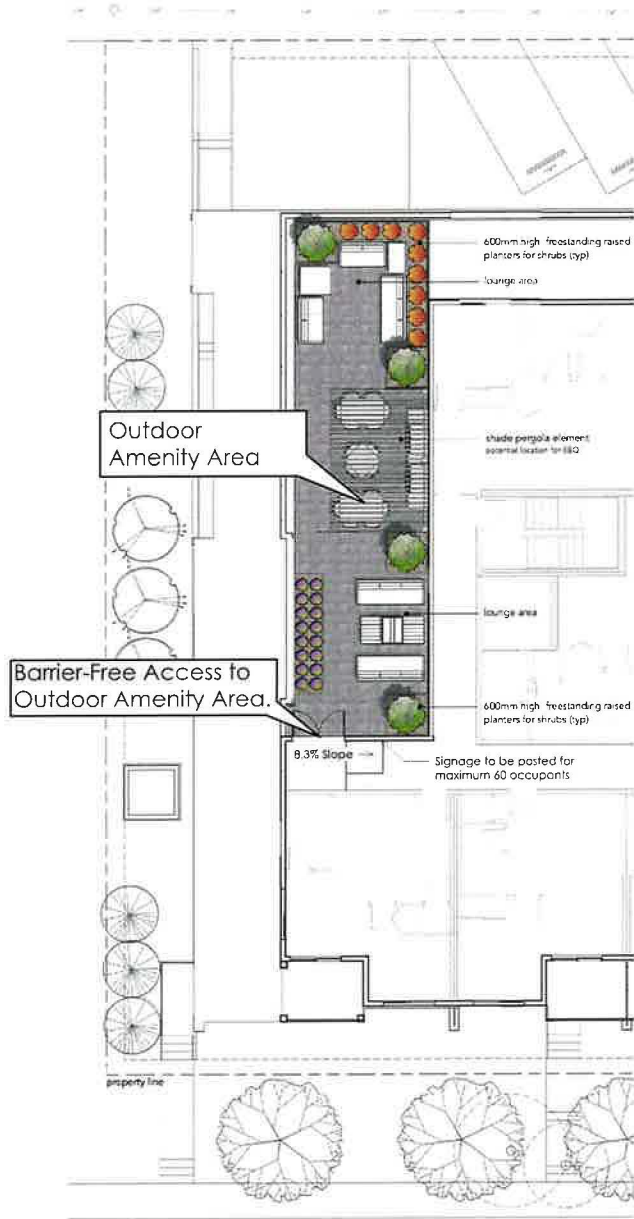 600mm high freestanding raised
planters for shrubs (typ)
lounge area
Outdoor
Amenity Area
shade pergola element
potential location for BBQ
lounge area
Barrier-Free Access to
Outdoor Amenity Area.
600mm high freestanding raised
planters for shrubs (typ)
8.3% Slope
Signage to be posted for
maximum 60 occupants
property line